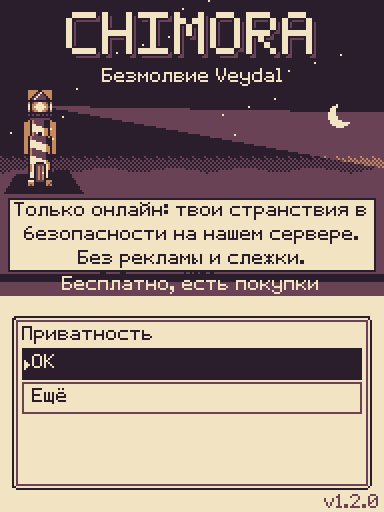 CHIMORA
Безмолвие Veydal
Только онлайн: твои странствия в
безопасности на нашем сервере.
Без рекламы и слежки.
Бесплатно, есть покупки
Приватность
OK
Ещё
v1.2.0